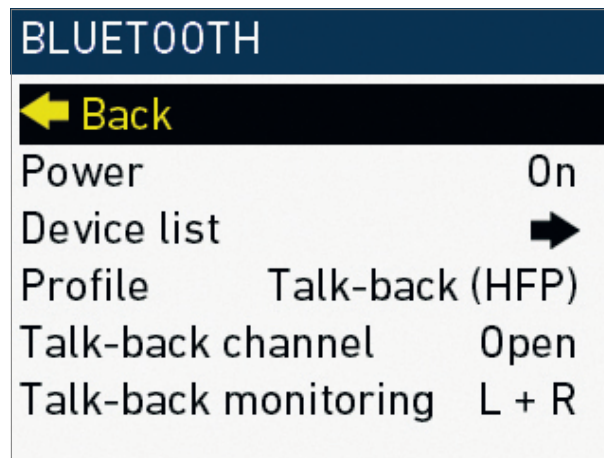 BLUETOOTH
Back
Power On
Device list
Profile Talk-back (HFP)
Talk-back channel Open
Talk-back monitoring L + R